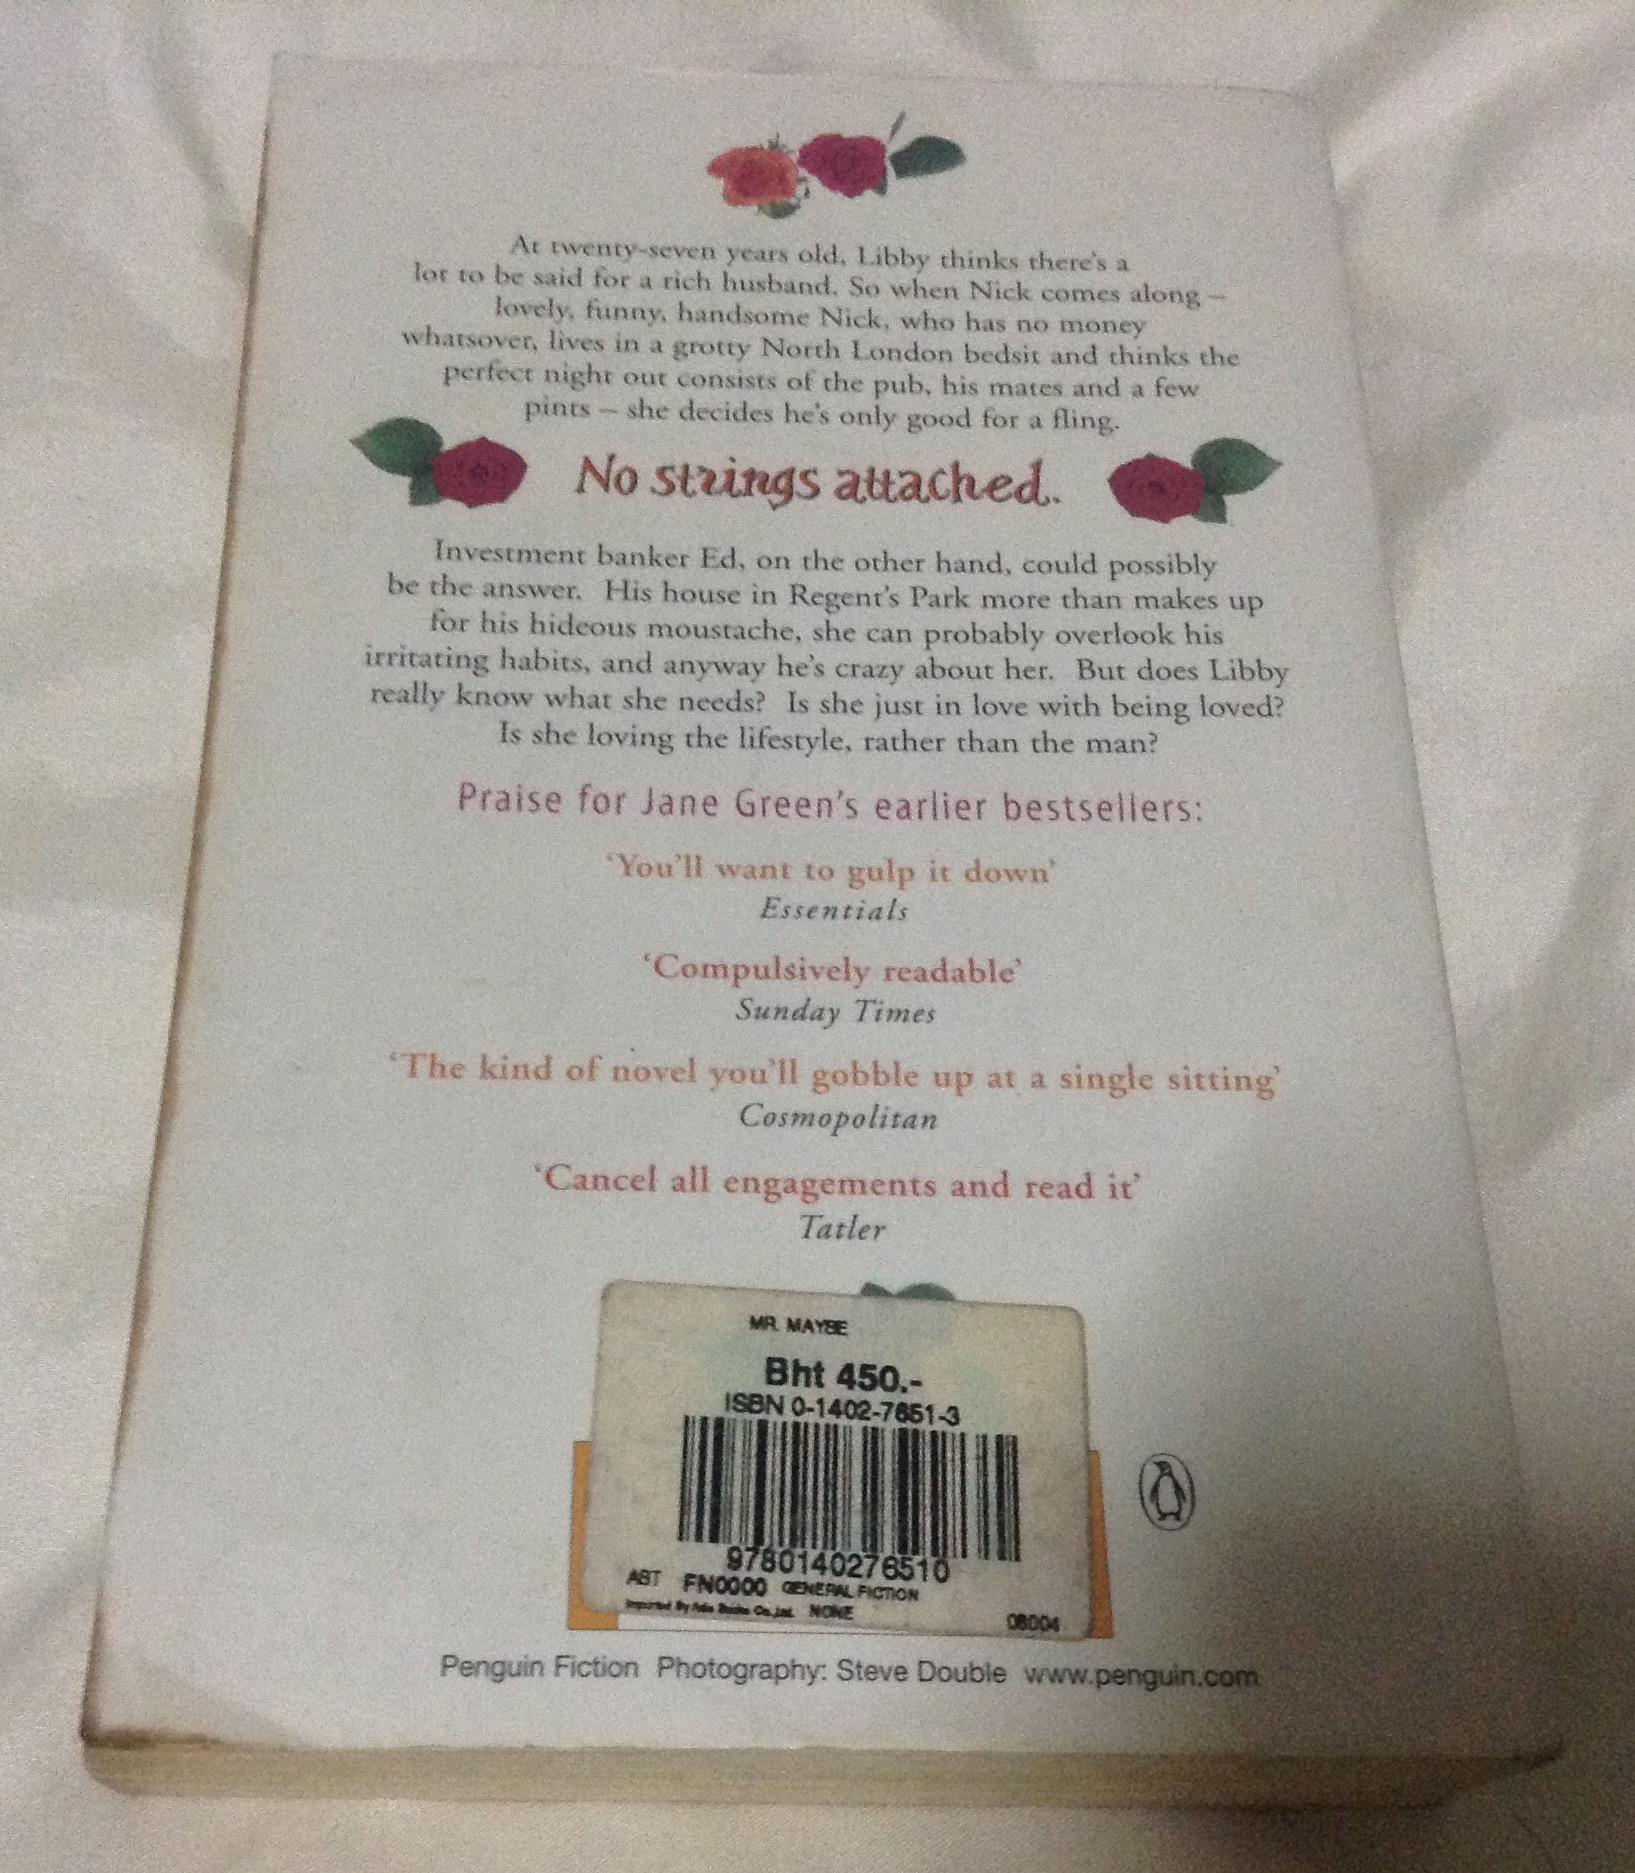 At twenty-seven years old, Libby thinks there's a
lot to be said for a rich husband. So when Nick comes along –
lovely, funny, handsome Nick, who has no money
whatsover, lives in a grotty North London bedsit and thinks the
perfect night out consists of the pub, his mates and a few
pints – she decides he's only good for a fling.
No strings attached.
Investment banker Ed, on the other hand, could possibly
be the answer. His house in Regent's Park more than makes up
for his hideous moustache, she can probably overlook his
irritating habits, and anyway he's crazy about her. But does Libby
really know what she needs? Is she just in love with being loved?
Is she loving the lifestyle, rather than the man?
Praise for Jane Green's earlier bestsellers:
‘You'll want to gulp it down’
Essentials
‘Compulsively readable’
Sunday Times
‘The kind of novel you'll gobble up at a single sitting’
Cosmopolitan
‘Cancel all engagements and read it’
Tatler
MR. MAYBE
Bht 450.-
ISBN 0-1402-7651-3
9780140276510
ABT FN0000 GENERAL FICTION
Imported By Asia Books Co.,Ltd. NONE 08004
Penguin Fiction Photography: Steve Double www.penguin.com